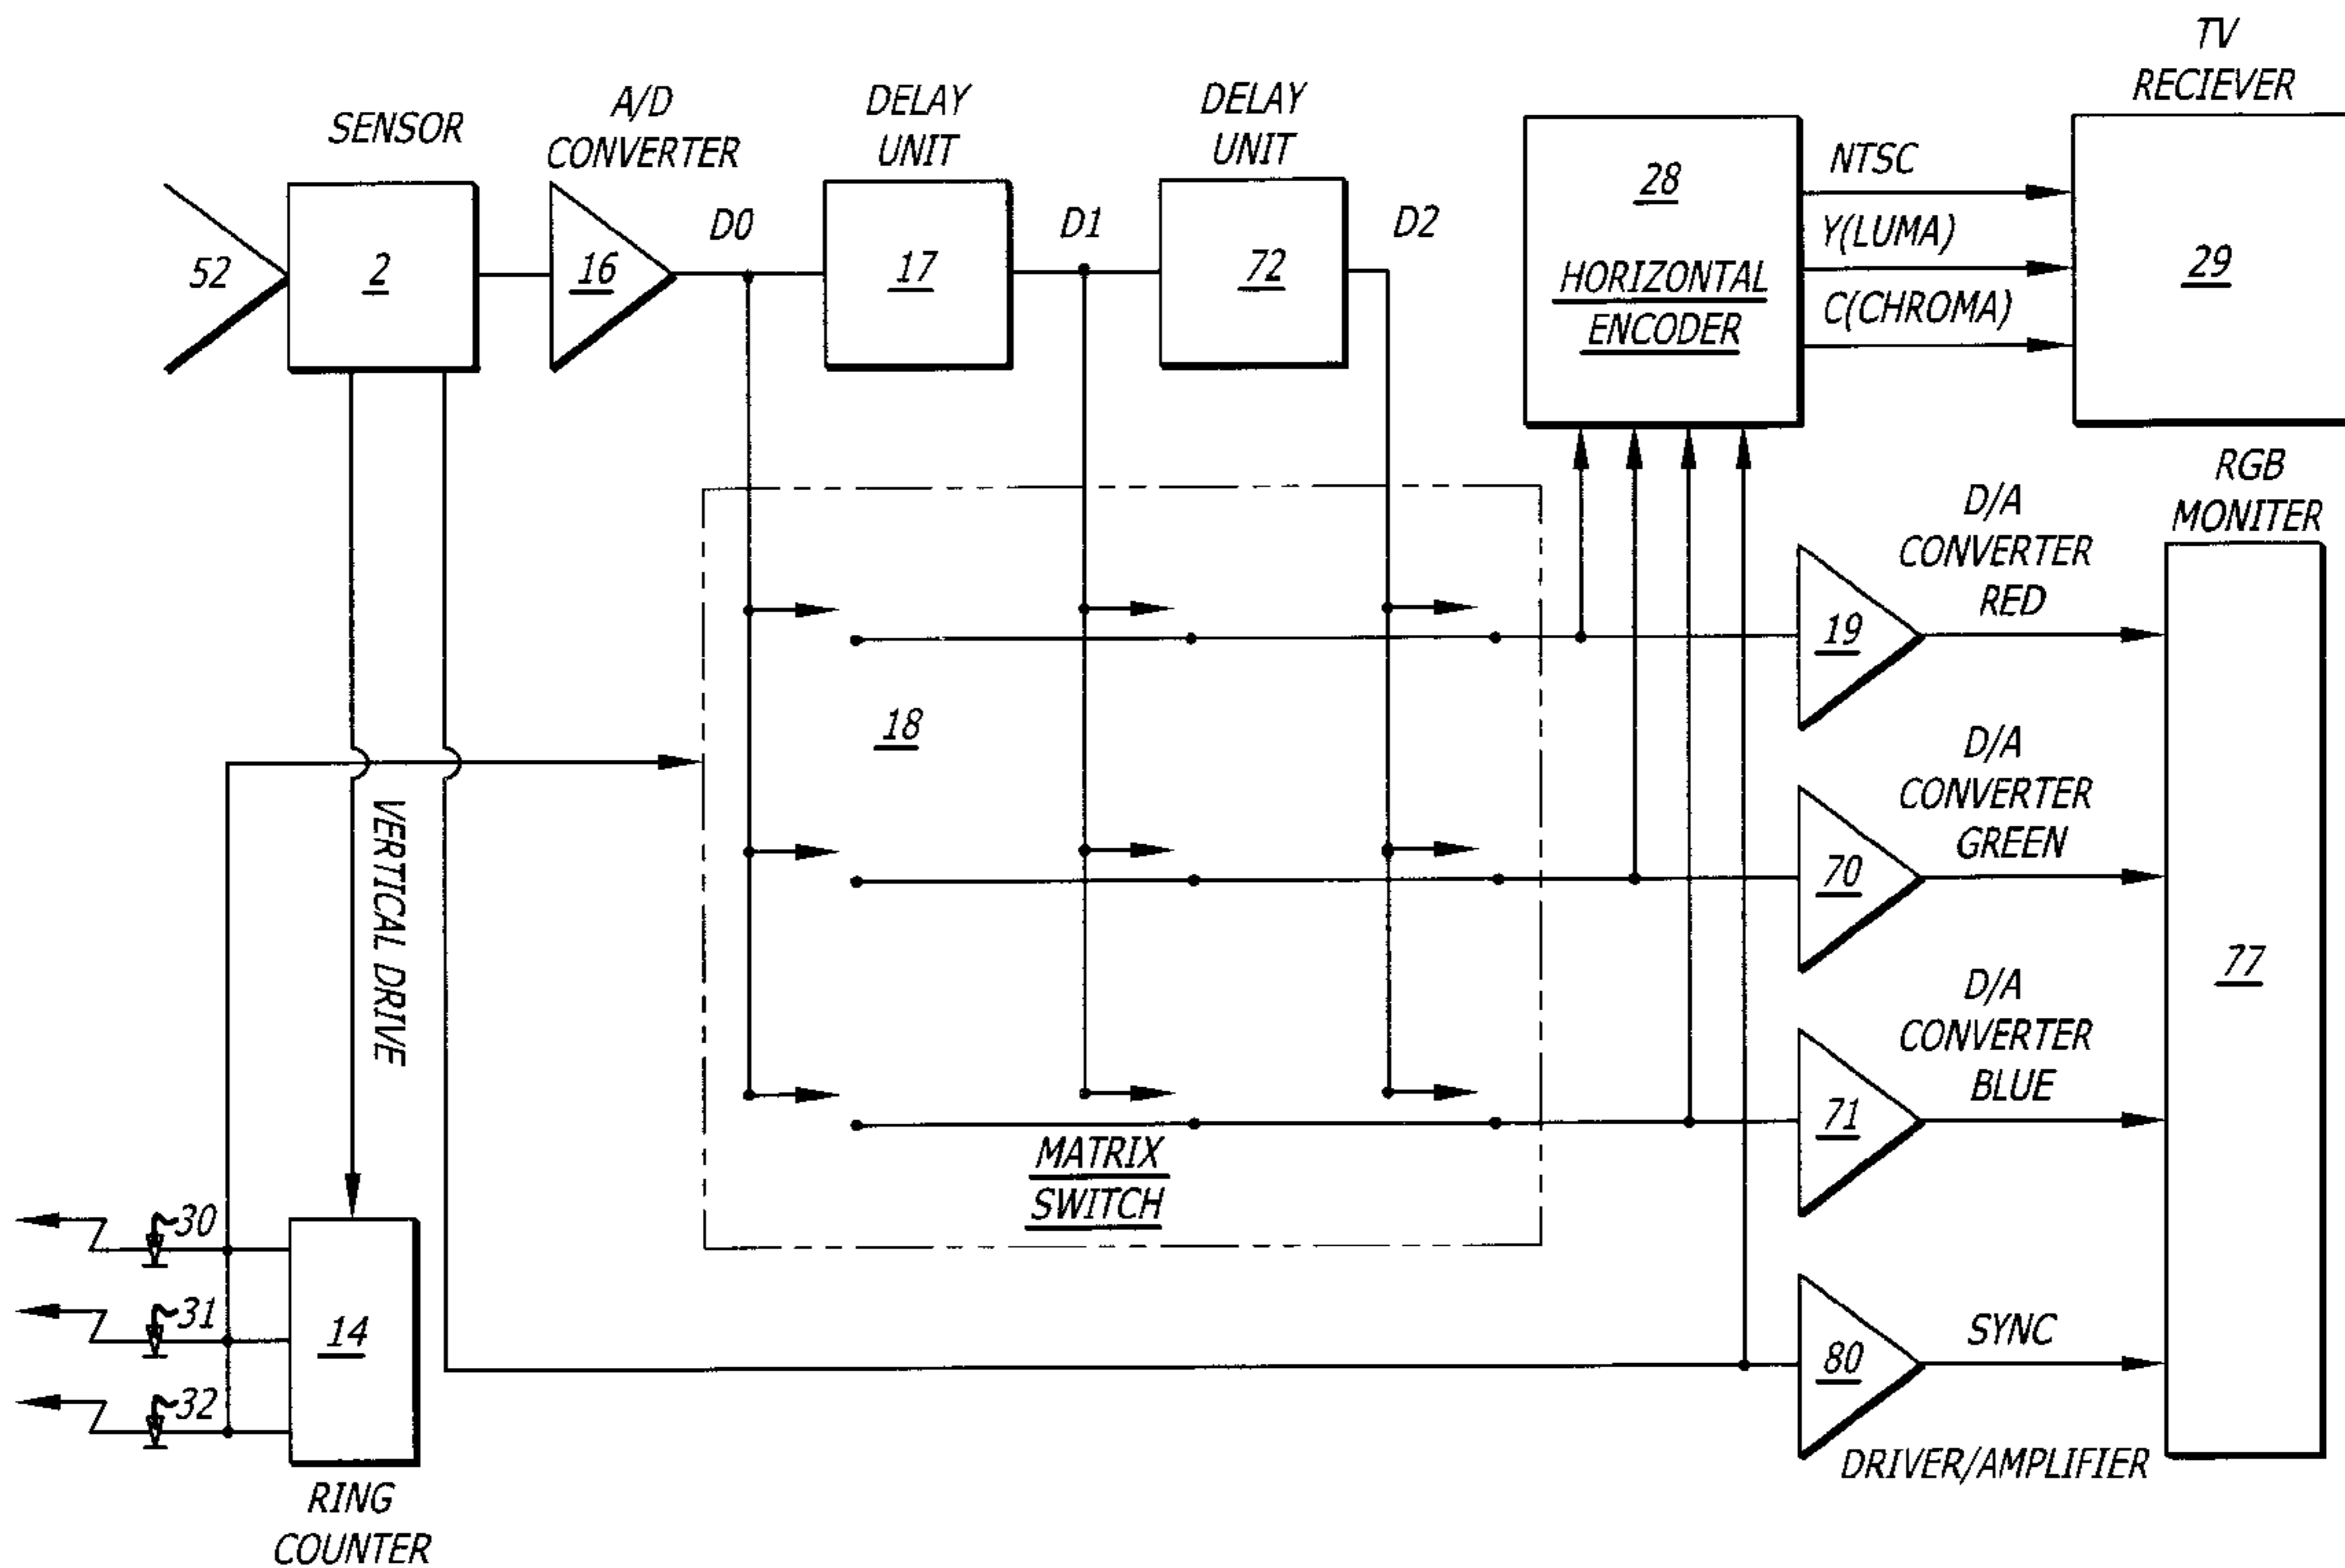 SENSOR
52
2
A/D
CONVERTER
16
D0
DELAY
UNIT
17
D1
DELAY
UNIT
72
D2
28
HORIZONTAL
ENCODER
NTSC
Y(LUMA)
C(CHROMA)
TV
RECIEVER
29
RGB
MONITER
77
D/A
CONVERTER
RED
19
D/A
CONVERTER
GREEN
70
D/A
CONVERTER
BLUE
71
SYNC
80
DRIVER/AMPLIFIER
18
MATRIX
SWITCH
VERTICAL DRIVE
30
31
32
14
RING
COUNTER